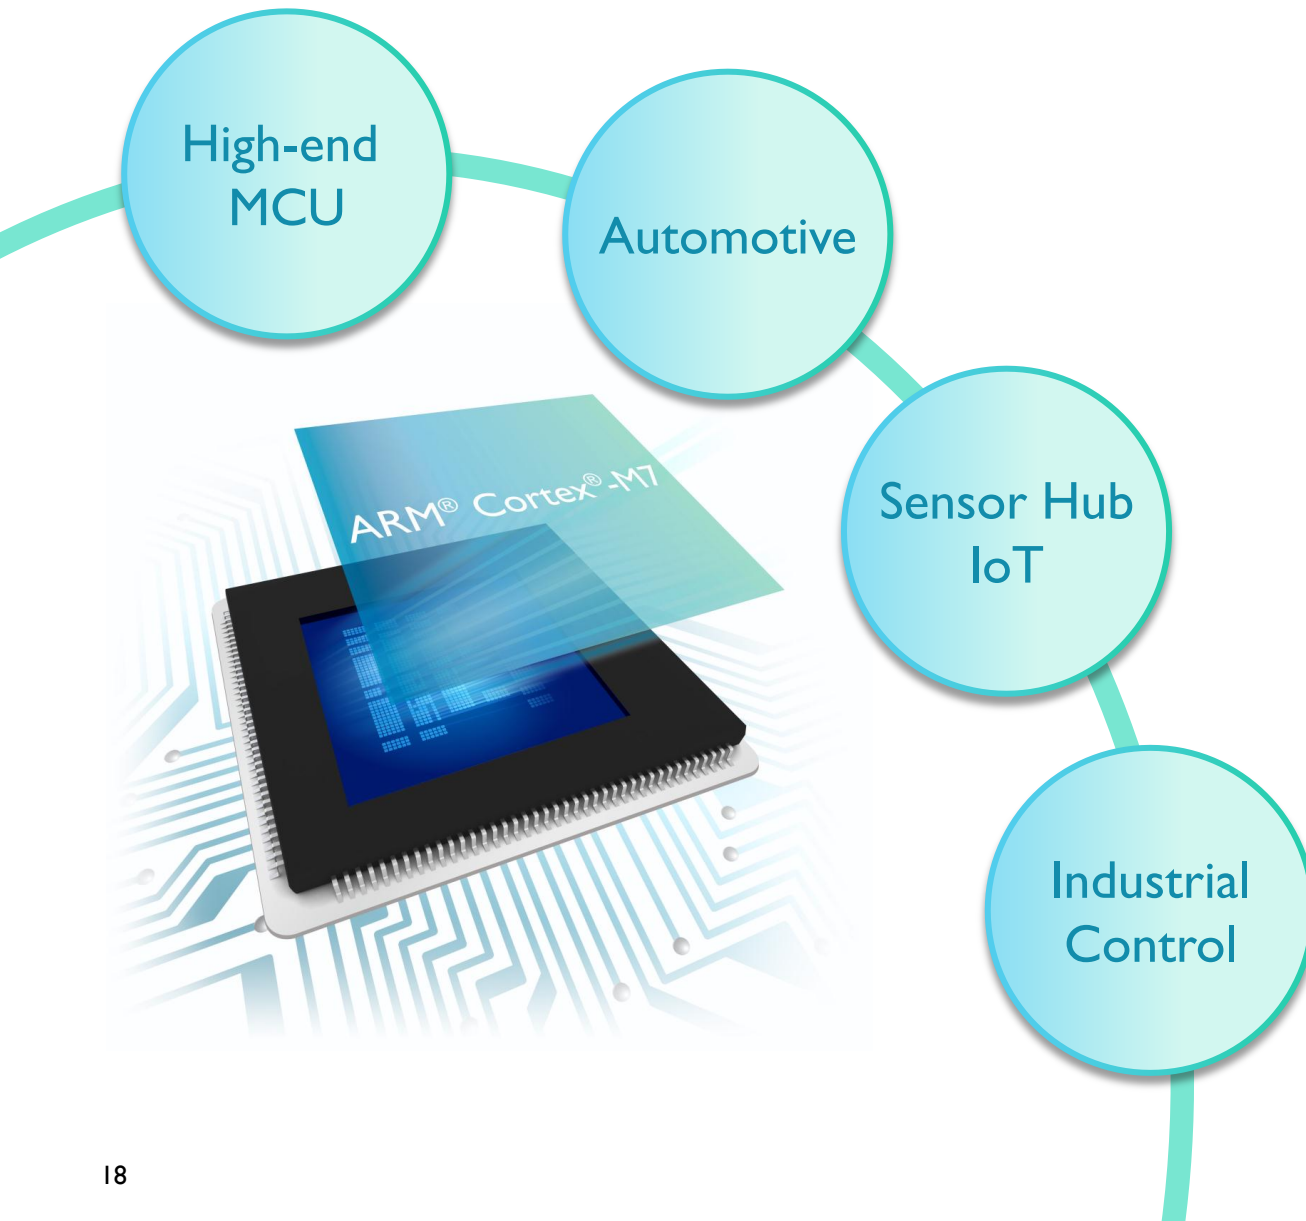 High-end
MCU
Automotive
Sensor Hub
IoT
ARM® Cortex®-M7
Industrial
Control
18